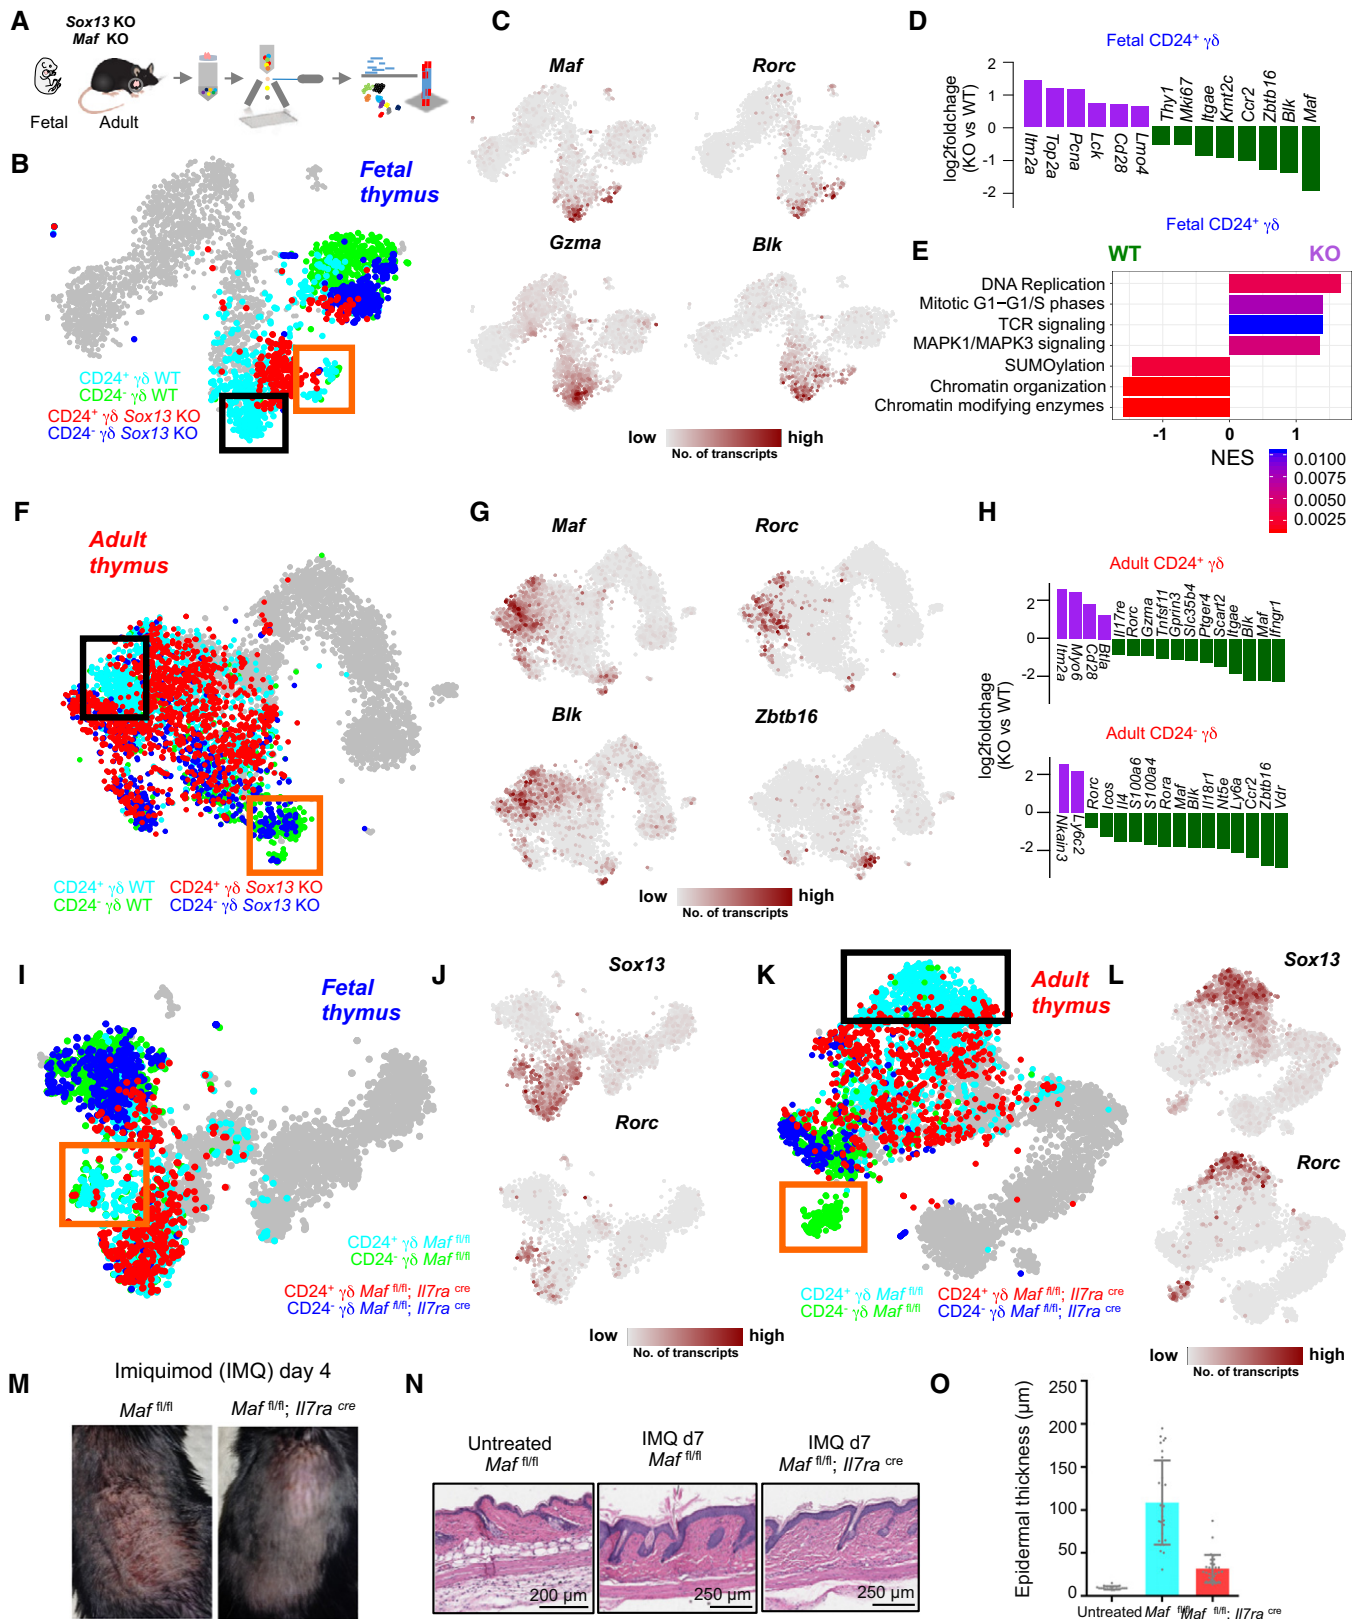 A
Sox13 KO
Maf KO
Fetal
Adult
B
Fetal
thymus
CD24+ γδ WT
CD24- γδ WT
CD24+ γδ Sox13 KO
CD24- γδ Sox13 KO
C
Maf
Rorc
Gzma
Blk
low
high
No. of transcripts
D
Fetal CD24+ γδ
log2foldchage
(KO vs WT)
2
1
0
-1
-2
Itm2a
Top2a
Pcna
Lck
Cd28
Lmo4
Thy1
Mki67
Itgae
Kmt2c
Ccr2
Zbtb16
Blk
Maf
E
Fetal CD24+ γδ
WT
KO
DNA Replication
Mitotic G1−G1/S phases
TCR signaling
MAPK1/MAPK3 signaling
SUMOylation
Chromatin organization
Chromatin modifying enzymes
-1
0
1
NES
0.0100
0.0075
0.0050
0.0025
F
Adult
thymus
CD24+ γδ WT
CD24- γδ WT
CD24+ γδ Sox13 KO
CD24- γδ Sox13 KO
G
Maf
Rorc
Blk
Zbtb16
low
high
No. of transcripts
H
Adult CD24+ γδ
2
0
-2
Itm2a
Myo6
Cd28
Btla
Il17re
Rorc
Gzma
Tnfsf11
Gprin3
Slc35b4
Ptger4
Scart2
Itgae
Blk
Maf
Ifngr1
log2foldchage
(KO vs WT)
Adult CD24- γδ
2
0
-2
Nkain3
Ly6c2
Rorc
Icos
Il4
S100a6
S100a4
Rora
Maf
Blk
Il18r1
Nt5e
Ly6a
Ccr2
Zbtb16
Vdr
I
Fetal
thymus
CD24+ γδ Maf fl/fl
CD24- γδ Maf fl/fl
CD24+ γδ Maf fl/fl; Il7ra cre
CD24- γδ Maf fl/fl; Il7ra cre
J
Sox13
Rorc
low
high
No. of transcripts
K
Adult
thymus
CD24+ γδ Maf fl/fl
CD24- γδ Maf fl/fl
CD24+ γδ Maf fl/fl; Il7ra cre
CD24- γδ Maf fl/fl; Il7ra cre
L
Sox13
Rorc
low
high
No. of transcripts
M
Imiquimod (IMQ) day 4
Maf fl/fl
Maf fl/fl; Il7ra cre
N
Untreated
Maf fl/fl
IMQ d7
Maf fl/fl
IMQ d7
Maf fl/fl; Il7ra cre
200 µm
250 µm
250 µm
O
Epidermal thickness (µm)
250
200
150
100
50
0
Untreated
Maf fl/fl
Maf fl/fl; Il7ra cre